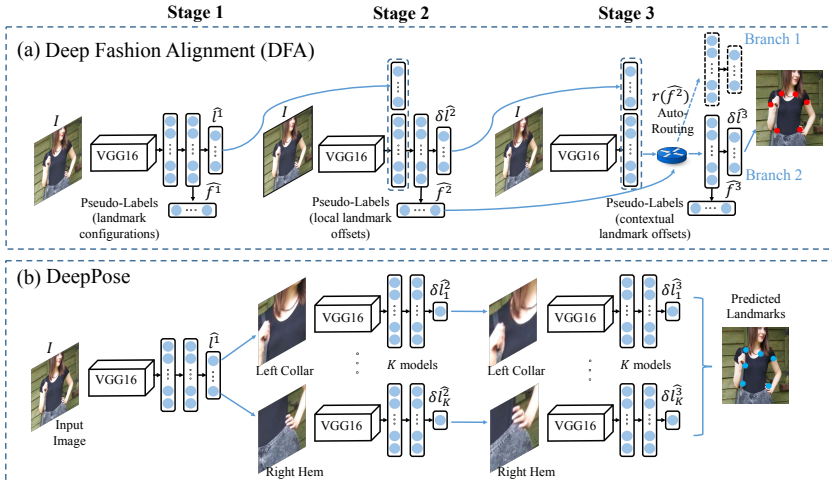 Stage 1
Stage 2
Stage 3
(a) Deep Fashion Alignment (DFA)
Branch 1
I
VGG16
l̂¹
f̂¹
Pseudo-Labels
(landmark
configurations)
I
VGG16
δl̂²
f̂²
Pseudo-Labels
(local landmark
offsets)
I
VGG16
r(f̂²)
Auto-
Routing
δl̂³
Branch 2
f̂³
Pseudo-Labels
(contextual
landmark offsets)
(b) DeepPose
I
Input
Image
VGG16
l̂¹
Left Collar
VGG16
δl̂₁²
K models
Right Hem
VGG16
δl̂ₖ²
Left Collar
VGG16
δl̂₁³
K models
Right Hem
VGG16
δl̂ₖ³
Predicted
Landmarks